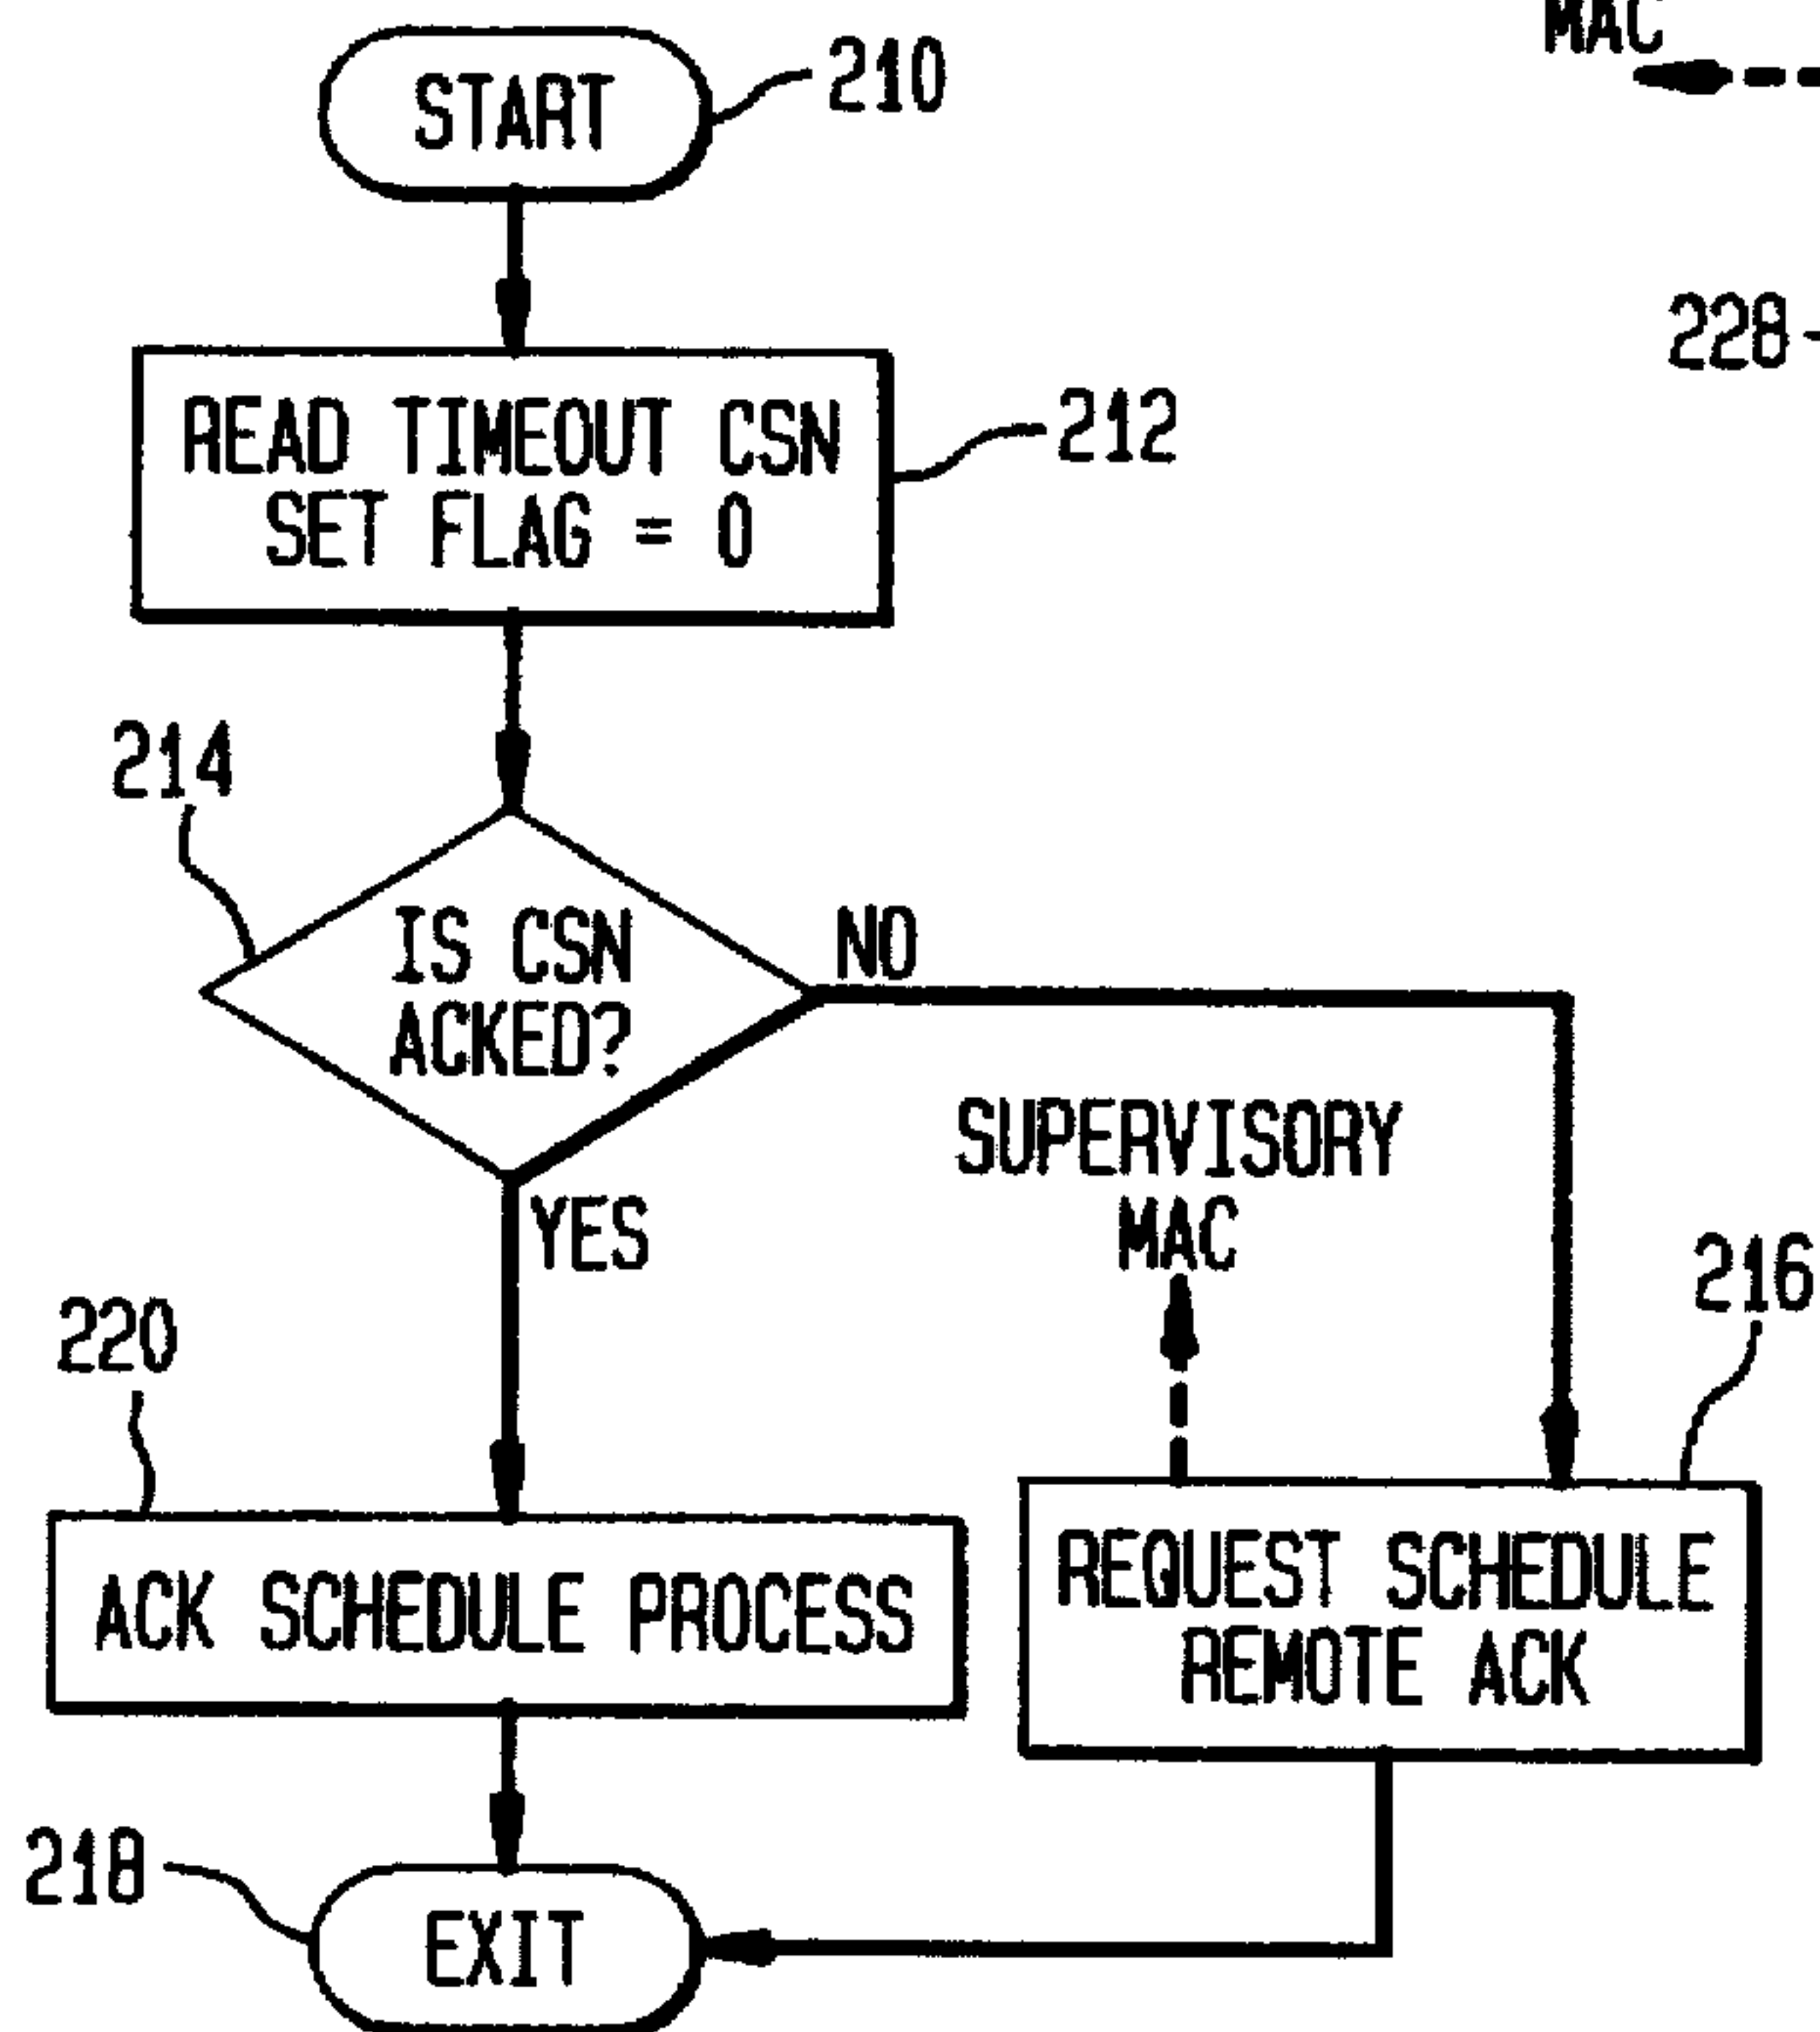 MAC
START
210
228
READ TIMEOUT CSN
SET FLAG = 0
212
214
IS CSN
ACKED?
NO
YES
SUPERVISORY
MAC
216
220
ACK SCHEDULE PROCESS
REQUEST SCHEDULE
REMOTE ACK
218
EXIT